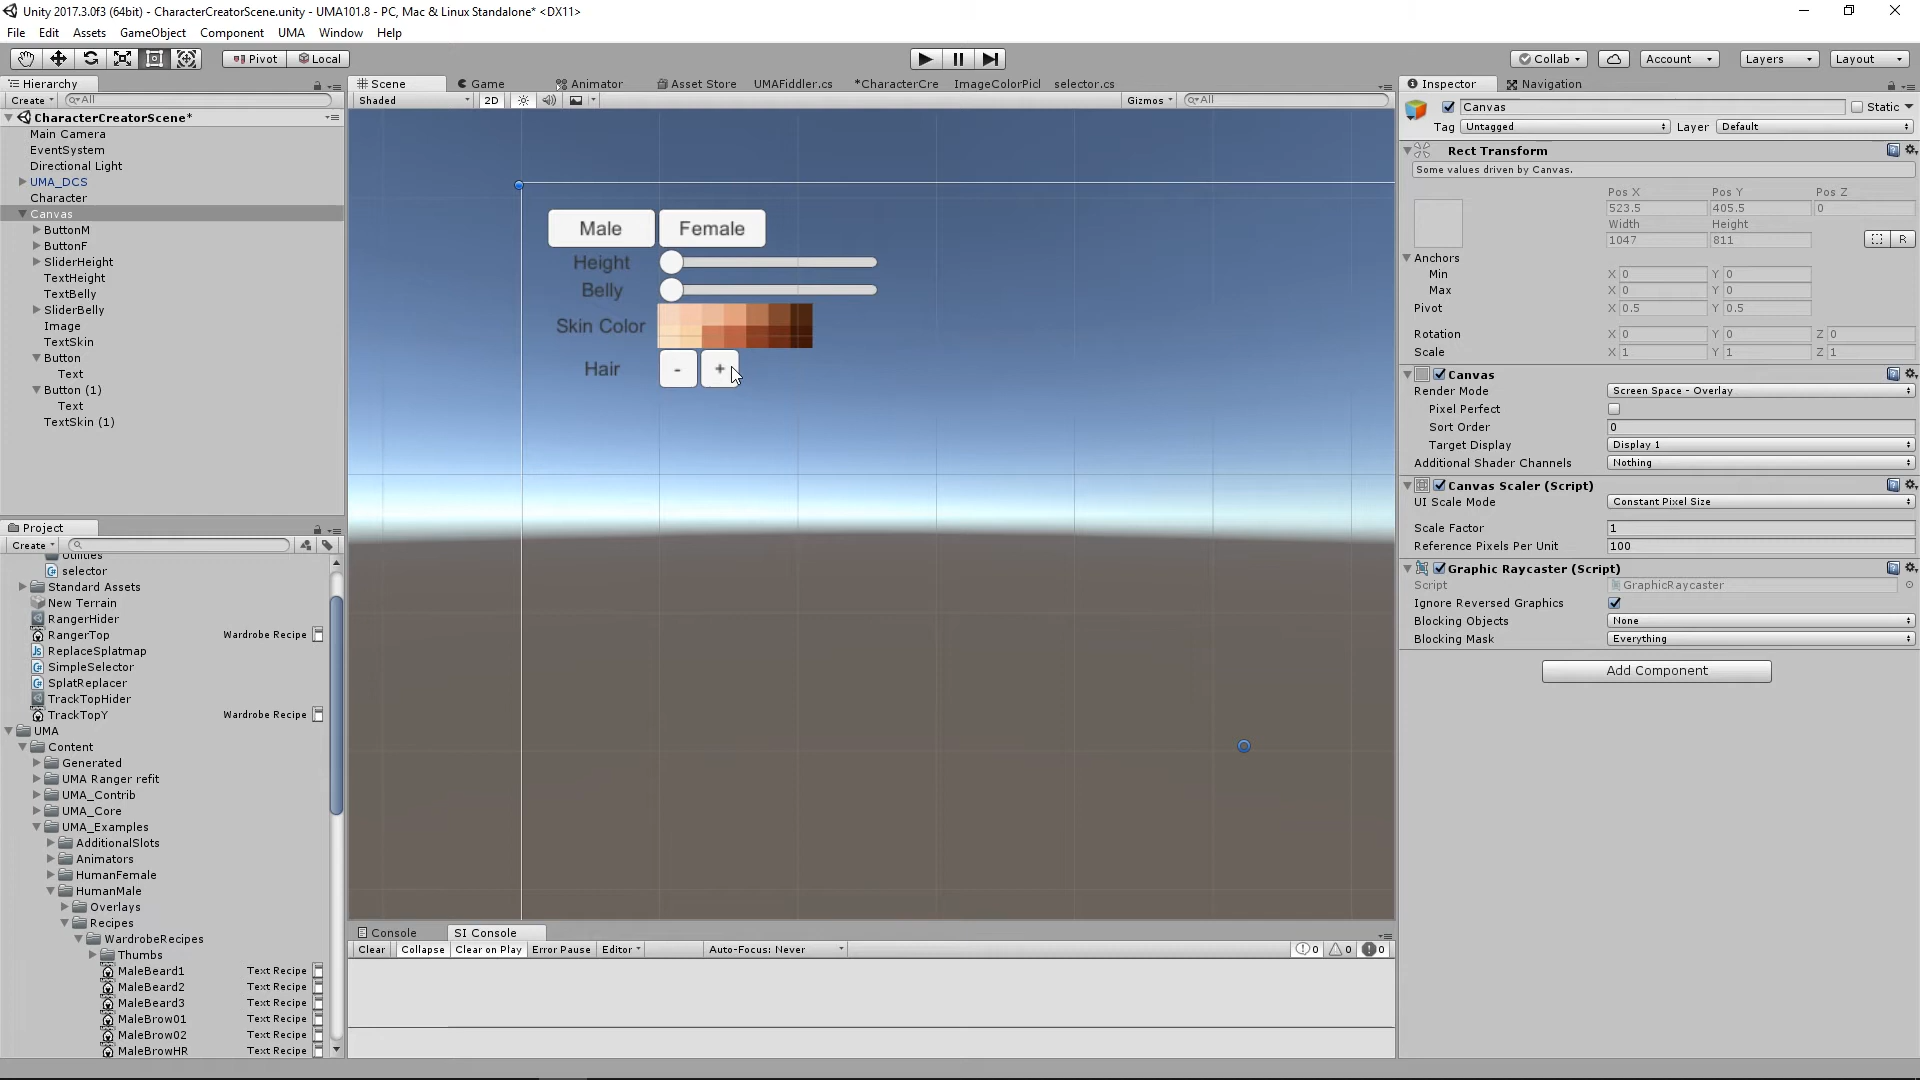 Unity 2017.3.0f3 (64bit) - CharacterCreatorScene.unity - UMA101.8 - PC, Mac & Linux Standalone* <DX11>
File Edit Assets GameObject Component UMA Window Help
Pivot Local Collab Account Layers Layout
Hierarchy
Create All
CharacterCreatorScene*
Main Camera
EventSystem
Directional Light
UMA_DCS
Character
Canvas
ButtonM
ButtonF
SliderHeight
TextHeight
TextBelly
SliderBelly
Image
TextSkin
Button
Text
Button (1)
Text
TextSkin (1)
Project
Create
Utilities
selector
Standard Assets
New Terrain
RangerHider
RangerTop Wardrobe Recipe
ReplaceSplatmap
SimpleSelector
SplatReplacer
TrackTopHider
TrackTopY Wardrobe Recipe
UMA
Content
Generated
UMA Ranger refit
UMA_Contrib
UMA_Core
UMA_Examples
AdditionalSlots
Animators
HumanFemale
HumanMale
Overlays
Recipes
WardrobeRecipes
Thumbs
MaleBeard1 Text Recipe
MaleBeard2 Text Recipe
MaleBeard3 Text Recipe
MaleBrow01 Text Recipe
MaleBrow02 Text Recipe
MaleBrowHR Text Recipe
Scene Game Animator Asset Store UMAFiddler.cs *CharacterCre ImageColorPicl selector.cs
Shaded 2D Gizmos All
Male Female
Height
Belly
Skin Color
Hair - +
Console SI Console
Clear Collapse Clear on Play Error Pause Editor Auto-Focus: Never 0 0 0
Inspector Navigation
Canvas Static
Tag Untagged Layer Default
Rect Transform
Some values driven by Canvas.
Pos X Pos Y Pos Z
523.5 405.5 0
Width Height
1047 811 R
Anchors
Min X 0 Y 0
Max X 0 Y 0
Pivot X 0.5 Y 0.5
Rotation X 0 Y 0 Z 0
Scale X 1 Y 1 Z 1
Canvas
Render Mode Screen Space - Overlay
Pixel Perfect
Sort Order 0
Target Display Display 1
Additional Shader Channels Nothing
Canvas Scaler (Script)
UI Scale Mode Constant Pixel Size
Scale Factor 1
Reference Pixels Per Unit 100
Graphic Raycaster (Script)
Script GraphicRaycaster
Ignore Reversed Graphics
Blocking Objects None
Blocking Mask Everything
Add Component